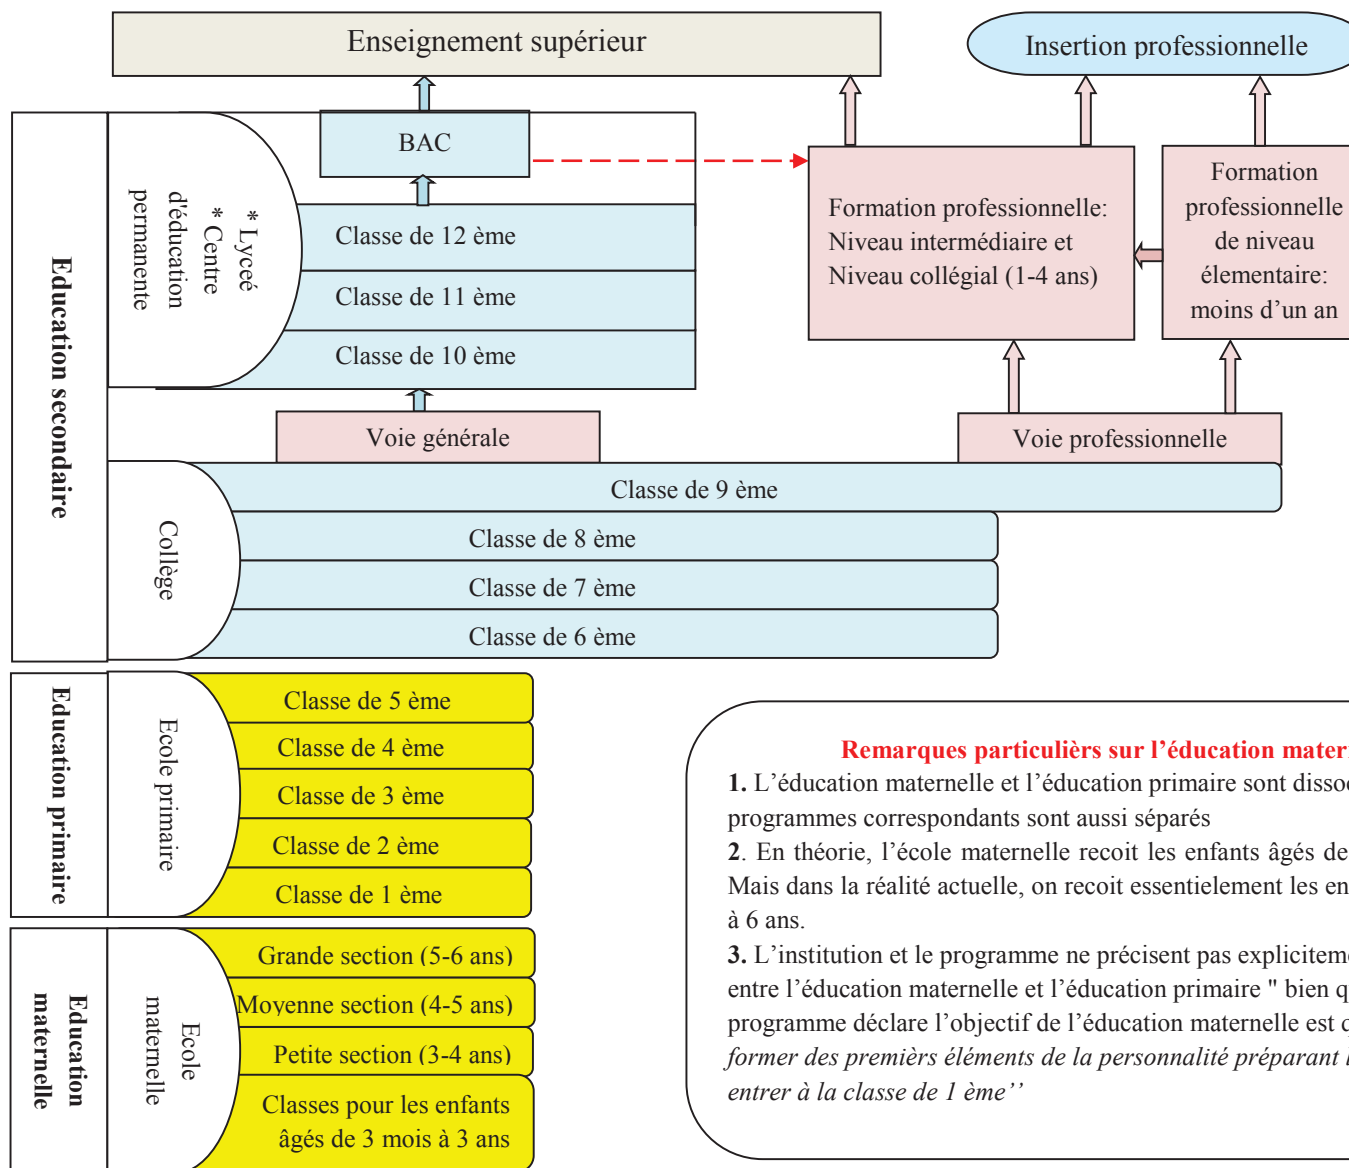 Enseignement supérieur
Insertion professionnelle
BAC
* Lyceé
* Centre
d'éducation
permanente
Classe de 12 ème
Classe de 11 ème
Classe de 10 ème
Formation professionnelle:
Niveau intermédiaire et
Niveau collégial (1-4 ans)
Formation
professionnelle
de niveau
élementaire:
moins d’un an
Education secondaire
Voie générale
Voie professionnelle
Collège
Classe de 9 ème
Classe de 8 ème
Classe de 7 ème
Classe de 6 ème
Education primaire
Ecole primaire
Classe de 5 ème
Classe de 4 ème
Classe de 3 ème
Classe de 2 ème
Classe de 1 ème
Education
maternelle
Ecole
maternelle
Grande section (5-6 ans)
Moyenne section (4-5 ans)
Petite section (3-4 ans)
Classes pour les enfants
âgés de 3 mois à 3 ans
Remarques particulièrs sur l’éducation
1. L’éducation maternelle et l’éducation primaire sont
programmes correspondants sont aussi séparés
2. En théorie, l’école maternelle recoit les enfants âgés de
Mais dans la réalité actuelle, on recoit essentielement les
à 6 ans.
3. L’institution et le programme ne précisent pas
entre l’éducation maternelle et l’éducation primaire " bien
programme déclare l’objectif de l’éducation maternelle est
former des premièrs éléments de la personnalité préparant
entrer à la classe de 1 ème’’